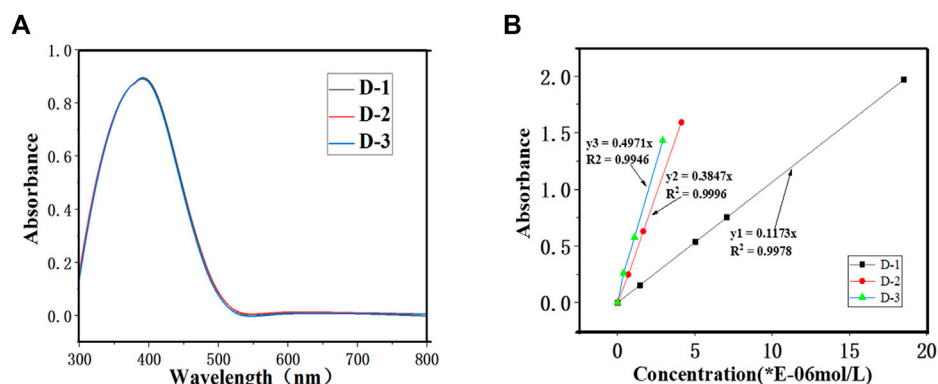 A
1.0
0.8
0.6
0.4
0.2
0.0
Absorbance
D-1
D-2
D-3
300
400
500
600
700
800
Wavelength（nm）
B
2.0
1.5
1.0
0.5
0.0
Absorbance
y3 = 0.4971x
R2 = 0.9946
y2 = 0.3847x
R² = 0.9996
y1 = 0.1173x
R² = 0.9978
D-1
D-2
D-3
0
5
10
15
20
Concentration(*E-06mol/L)